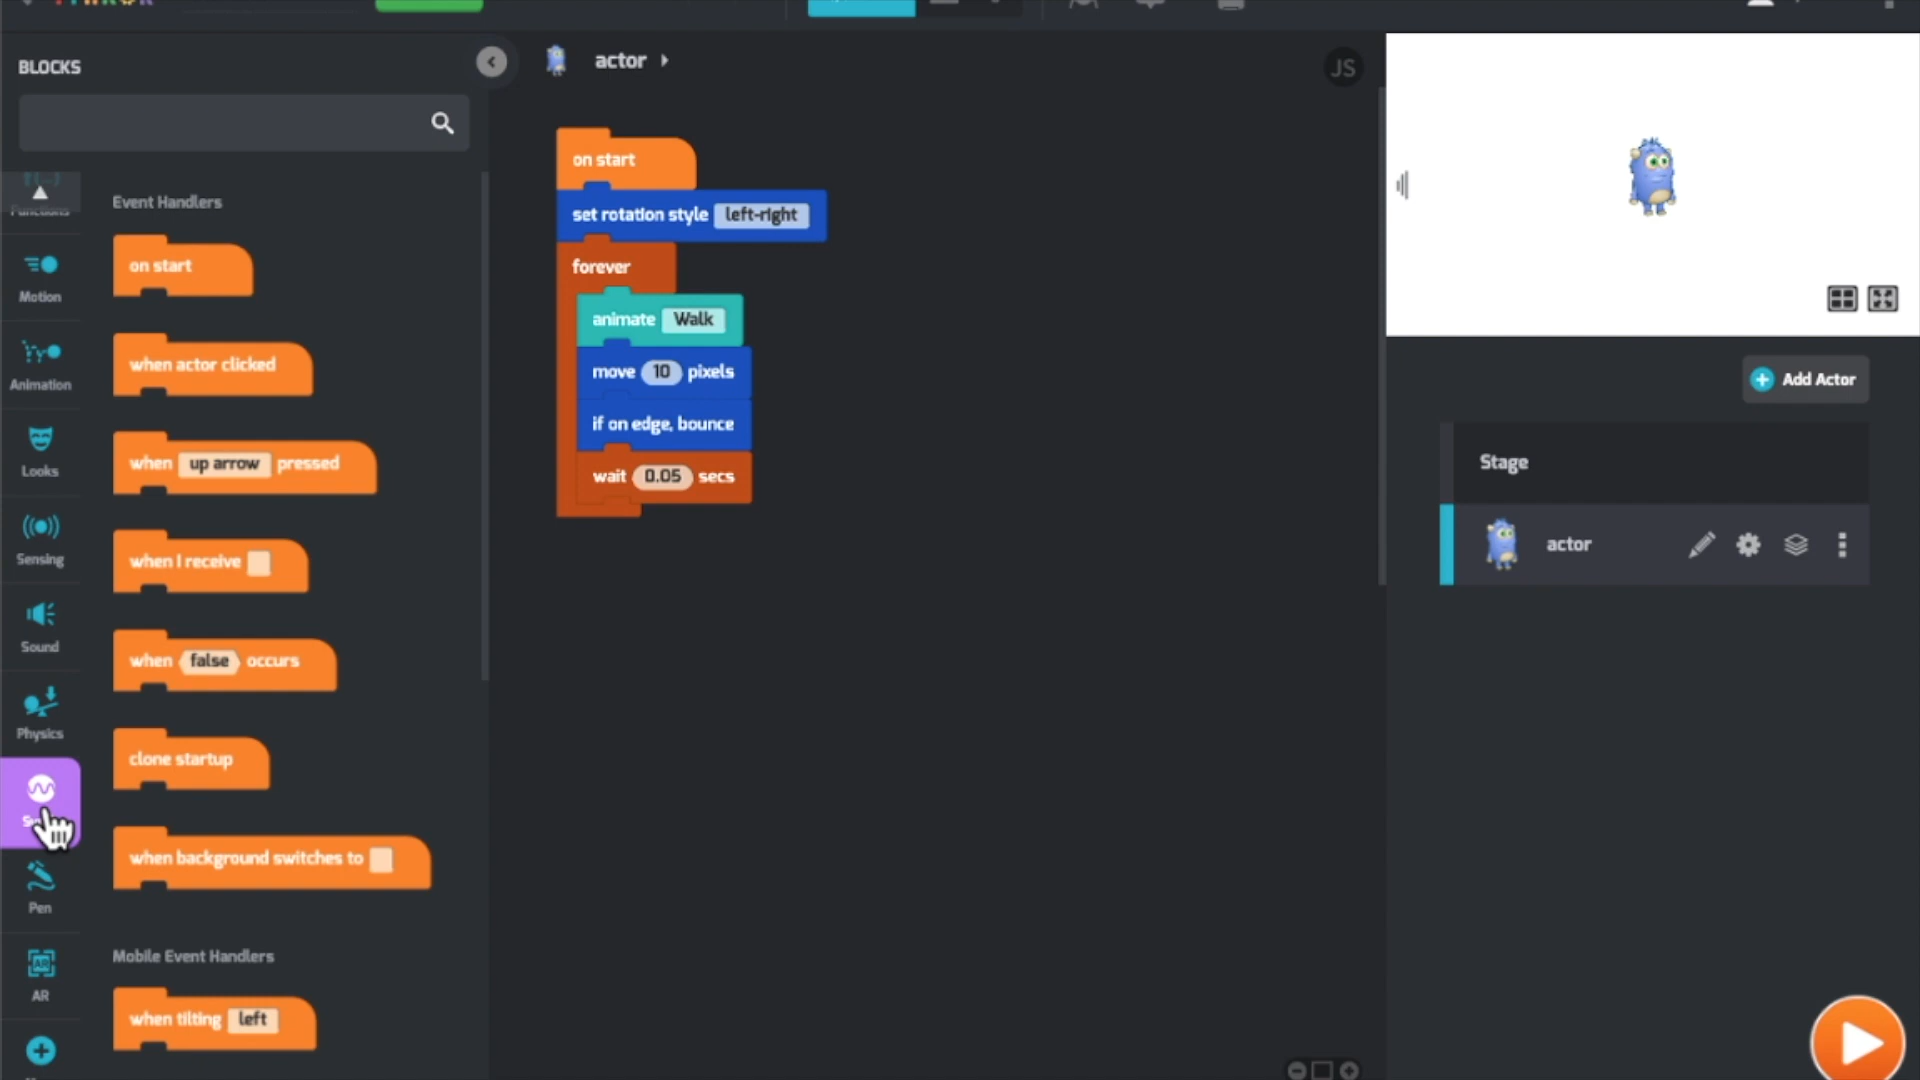 BLOCKS
actor
JS
Functions
Event Handlers
on start
Motion
when actor clicked
Animation
when up arrow pressed
Looks
when I receive
Sensing
when false occurs
Sound
clone startup
Physics
when background switches to
Pen
Mobile Event Handlers
AR
when tilting left
on start
set rotation style left-right
forever
animate Walk
move 10 pixels
if on edge, bounce
wait 0.05 secs
Add Actor
Stage
actor